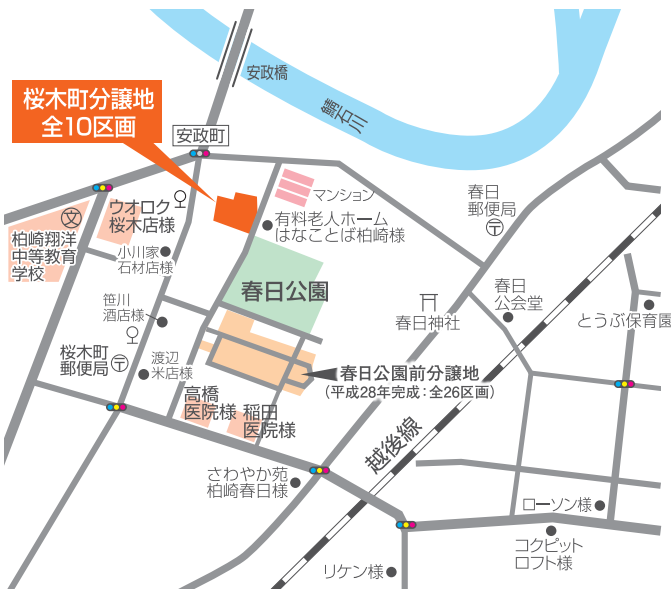 安政橋
鯖石川
桜木町分譲地
全10区画
安政町
マンション
春日
郵便局
〒
文
ウオロク
桜木店様
有料老人ホーム
はなことば柏崎様
柏崎翔洋
中等教育
学校
小川家
石材店様
春日公園
春日
公会堂
笹川
酒店様
春日神社
とうぶ保育園
桜木町
郵便局
〒
渡辺
米店様
春日公園前分譲地
(平成28年完成:全26区画)
高橋
医院様
稲田
医院様
越後線
さわやか苑
柏崎春日様
ローソン様
コクピット
ロフト様
リケン様